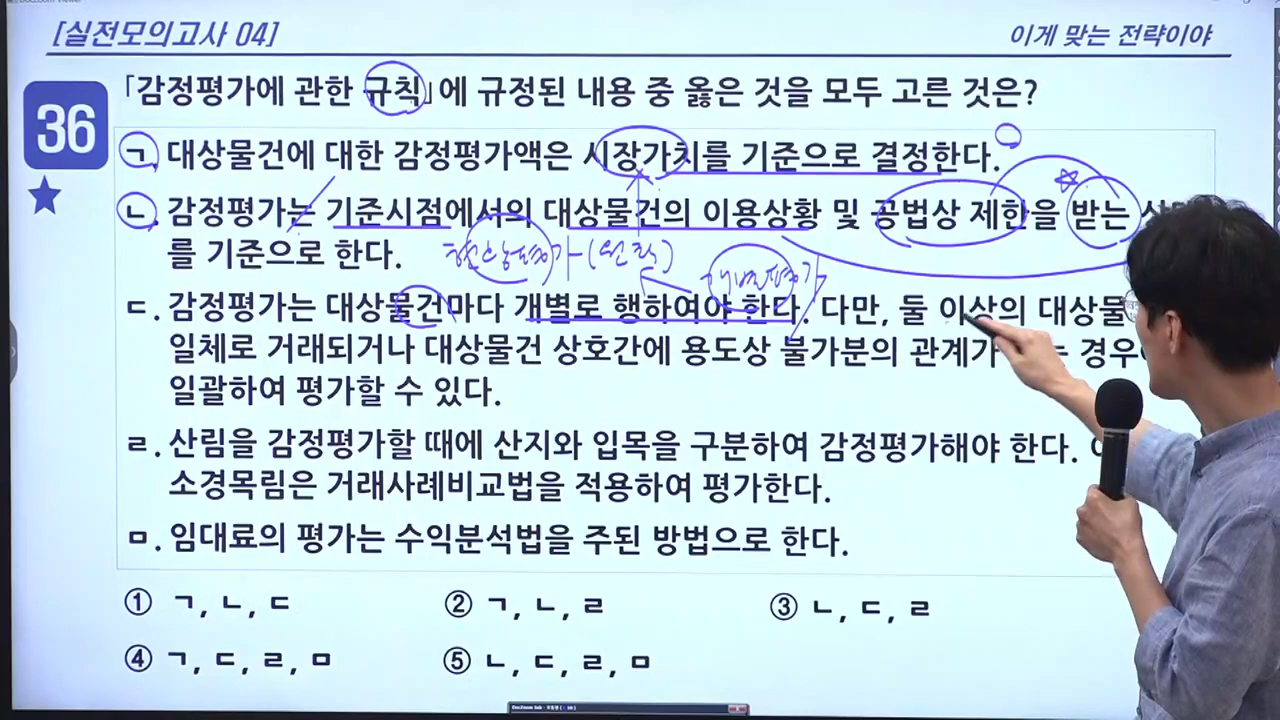 [실전모의고사 04]
이게 맞는 전략이야
36
「감정평가에 관한 규칙」에 규정된 내용 중 옳은 것을 모두 고른 것은?
ㄱ. 대상물건에 대한 감정평가액은 시장가치를 기준으로 결정한다.
ㄴ. 감정평가는 기준시점에서의 대상물건의 이용상황 및 공법상 제한을 받는
를 기준으로 한다.
ㄷ. 감정평가는 대상물건마다 개별로 행하여야 한다. 다만, 둘 이상의 대상물
일체로 거래되거나 대상물건 상호간에 용도상 불가분의 관계가 경우
일괄하여 평가할 수 있다.
ㄹ. 산림을 감정평가할 때에 산지와 입목을 구분하여 감정평가해야 한다.
소경목림은 거래사례비교법을 적용하여 평가한다.
ㅁ. 임대료의 평가는 수익분석법을 주된 방법으로 한다.
① ㄱ, ㄴ, ㄷ ② ㄱ, ㄴ, ㄹ ③ ㄴ, ㄷ, ㄹ
④ ㄱ, ㄷ, ㄹ, ㅁ ⑤ ㄴ, ㄷ, ㄹ, ㅁ